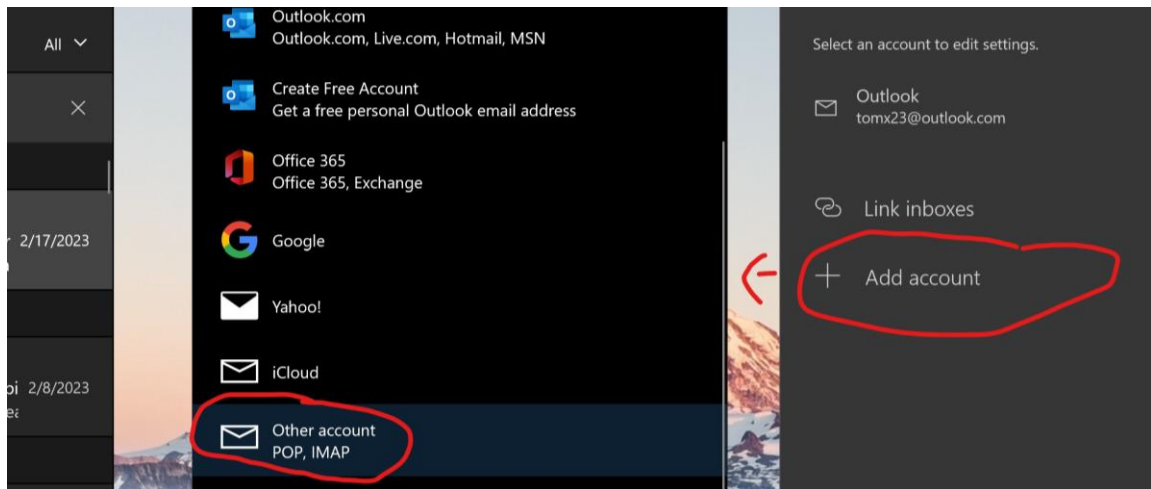 All
2/17/2023
2/8/2023
Outlook.com
Outlook.com, Live.com, Hotmail, MSN
Create Free Account
Get a free personal Outlook email address
Office 365
Office 365, Exchange
Google
Yahoo!
iCloud
Other account
POP, IMAP
Select an account to edit settings.
Outlook
tomx23@outlook.com
Link inboxes
Add account